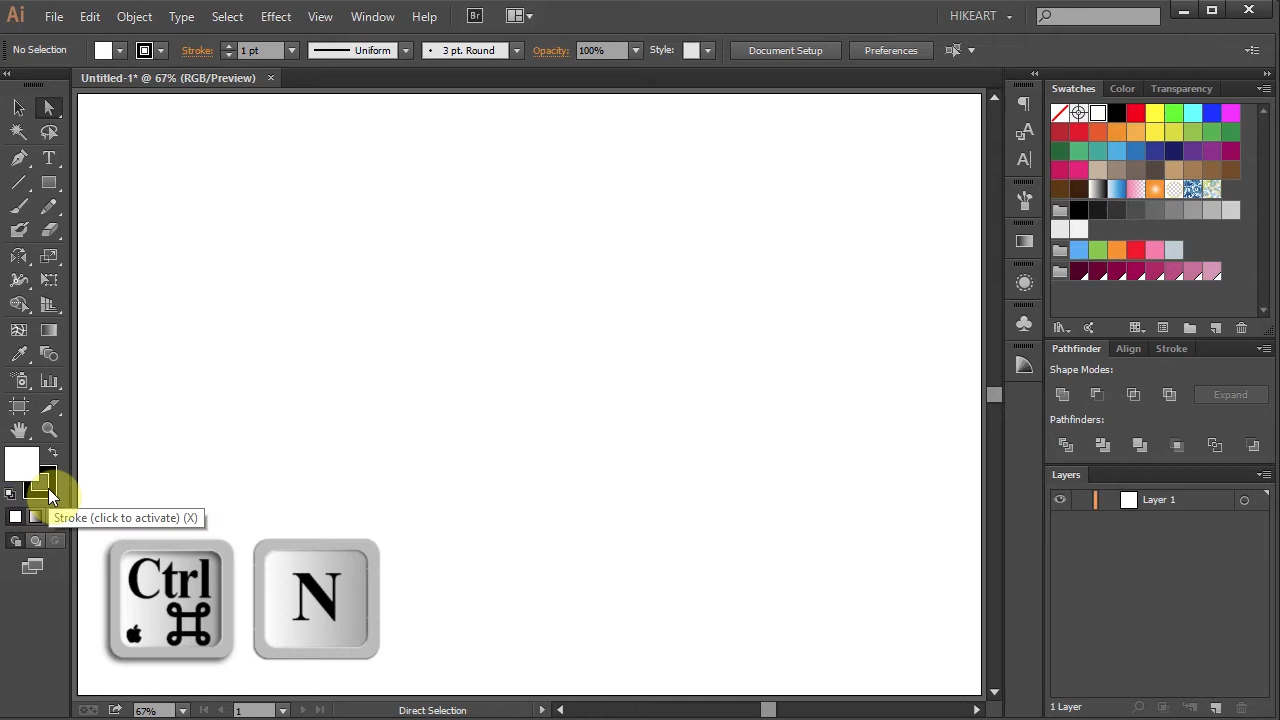 Ai File Edit Object Type Select Effect View Window Help Br HIKEART
No Selection Stroke: 1 pt Uniform 3 pt. Round Opacity: 100% Style: Document Setup Preferences
Untitled-1* @ 67% (RGB/Preview)
Swatches Color Transparency
Pathfinder Align Stroke
Shape Modes:
Expand
Pathfinders:
Layers
Layer 1
Stroke (click to activate) (X)
Ctrl N
67% 1 Direct Selection 1 Layer